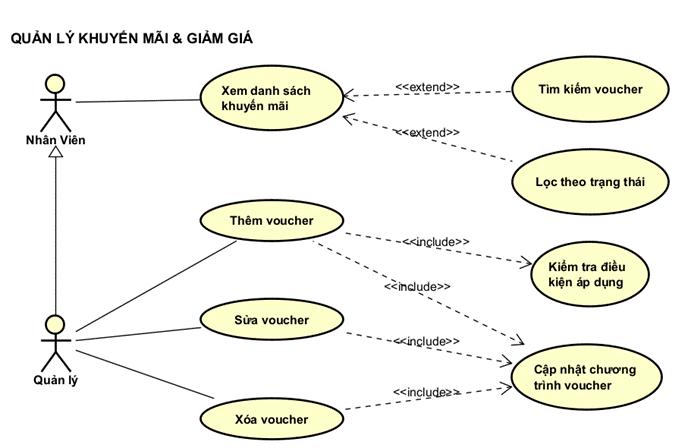 QUẢN LÝ KHUYẾN MÃI & GIẢM GIÁ
Xem danh sách
khuyến mãi
<<extend>>
Tìm kiếm voucher
Nhân Viên
<<extend>>
Lọc theo trạng thái
Thêm voucher
<<include>>
Kiểm tra điều
kiện áp dụng
<<include>>
Sửa voucher
<<include>>
Quản lý
Cập nhật chương
trình voucher
<<include>>
Xóa voucher